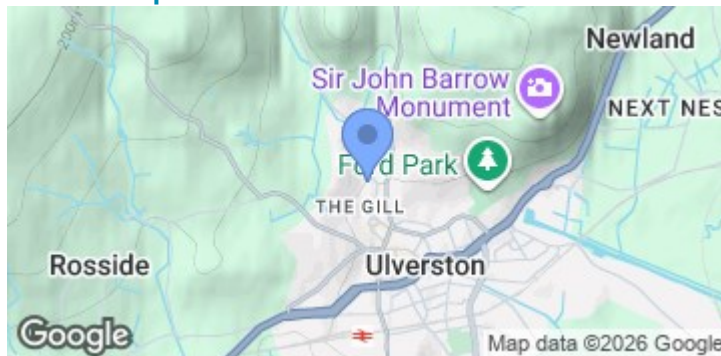 Newland
Sir John Barrow
Monument
NEXT NES
Ford Park
THE GILL
Rosside
Ulverston
Google
Map data ©2026 Google